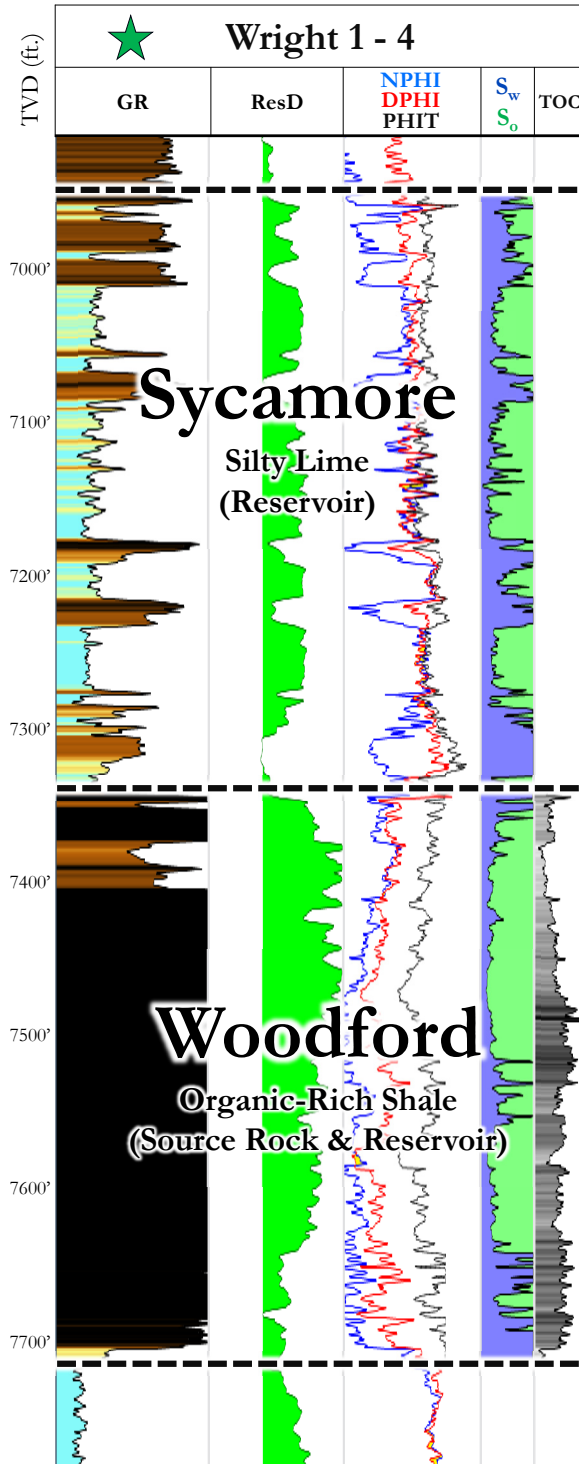 Wright 1 - 4
TVD (ft.)
GR
ResD
NPHI
DPHI
PHIT
Sw
So
TOC
7000'
Sycamore
7100'
Silty Lime
(Reservoir)
7200'
7300'
7400'
7500'
Woodford
Organic-Rich Shale
(Source Rock & Reservoir)
7600'
7700'